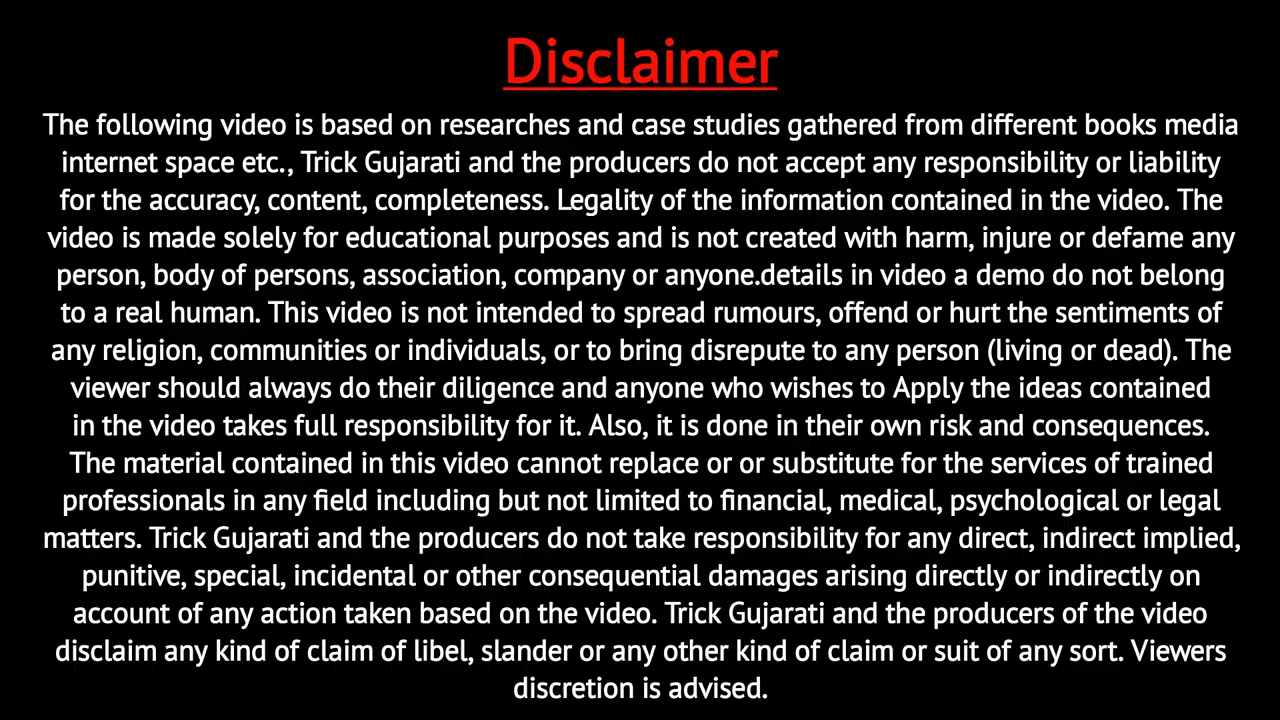 Disclaimer
The following video is based on researches and case studies gathered from different books media
internet space etc., Trick Gujarati and the producers do not accept any responsibility or liability
for the accuracy, content, completeness. Legality of the information contained in the video. The
video is made solely for educational purposes and is not created with harm, injure or defame any
person, body of persons, association, company or anyone.details in video a demo do not belong
to a real human. This video is not intended to spread rumours, offend or hurt the sentiments of
any religion, communities or individuals, or to bring disrepute to any person (living or dead). The
viewer should always do their diligence and anyone who wishes to Apply the ideas contained
in the video takes full responsibility for it. Also, it is done in their own risk and consequences.
The material contained in this video cannot replace or or substitute for the services of trained
professionals in any field including but not limited to financial, medical, psychological or legal
matters. Trick Gujarati and the producers do not take responsibility for any direct, indirect implied,
punitive, special, incidental or other consequential damages arising directly or indirectly on
account of any action taken based on the video. Trick Gujarati and the producers of the video
disclaim any kind of claim of libel, slander or any other kind of claim or suit of any sort. Viewers
discretion is advised.